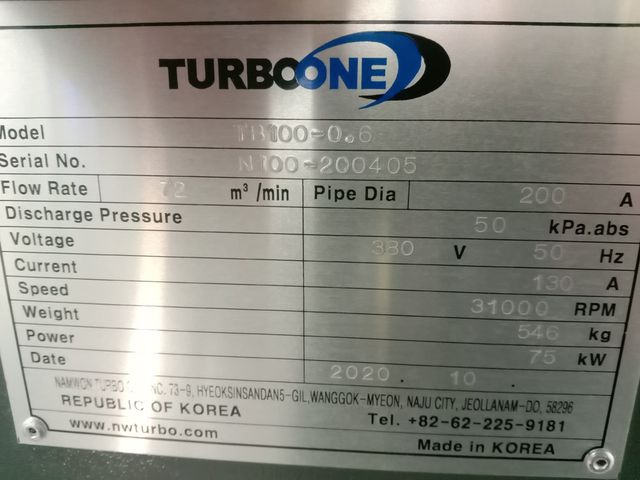 TURBOONE
Model TB100-0.6
Serial No. N100-200405
Flow Rate 72 m³/min Pipe Dia 200 A
Discharge Pressure 50 kPa.abs
Voltage 380 V 50 Hz
Current 130 A
Speed 31000 RPM
Weight 546 kg
Power 75 kW
Date 2020 . 10 .
NAMWON TURBO INC. 73-9, HYEOKSINSANDAN5-GIL,WANGGOK-MYEON, NAJU CITY, JEOLLANAM-DO, 58296
REPUBLIC OF KOREA Tel. +82-62-225-9181
www.nwturbo.com Made in KOREA